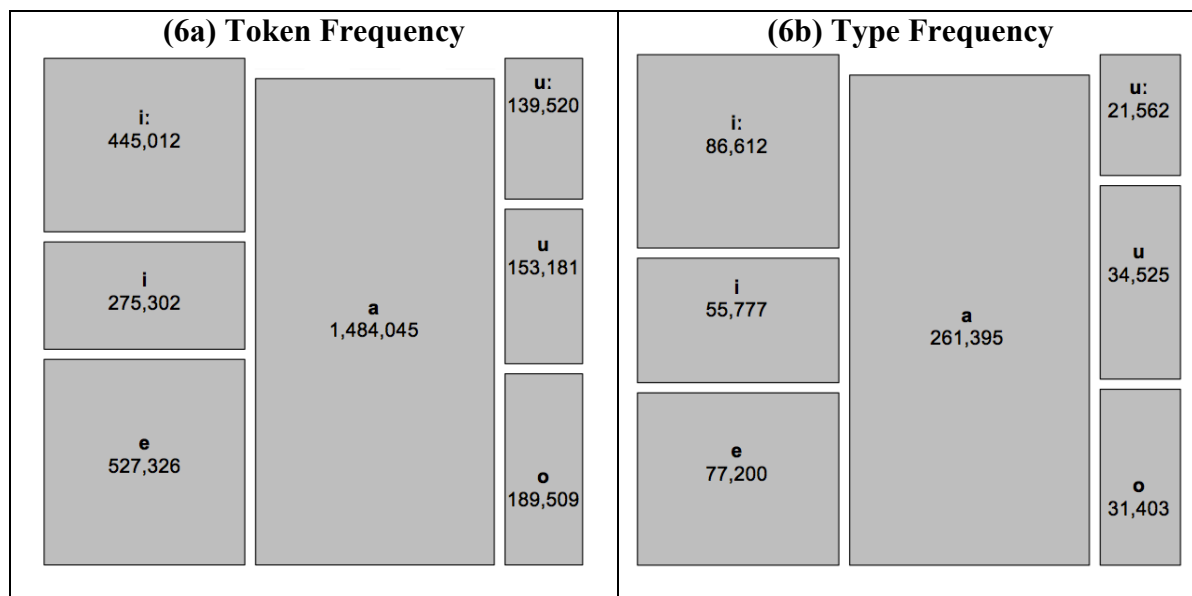 (6a) Token Frequency
i:
445,012
i
275,302
e
527,326
a
1,484,045
u:
139,520
u
153,181
o
189,509
(6b) Type Frequency
i:
86,612
i
55,777
e
77,200
a
261,395
u:
21,562
u
34,525
o
31,403